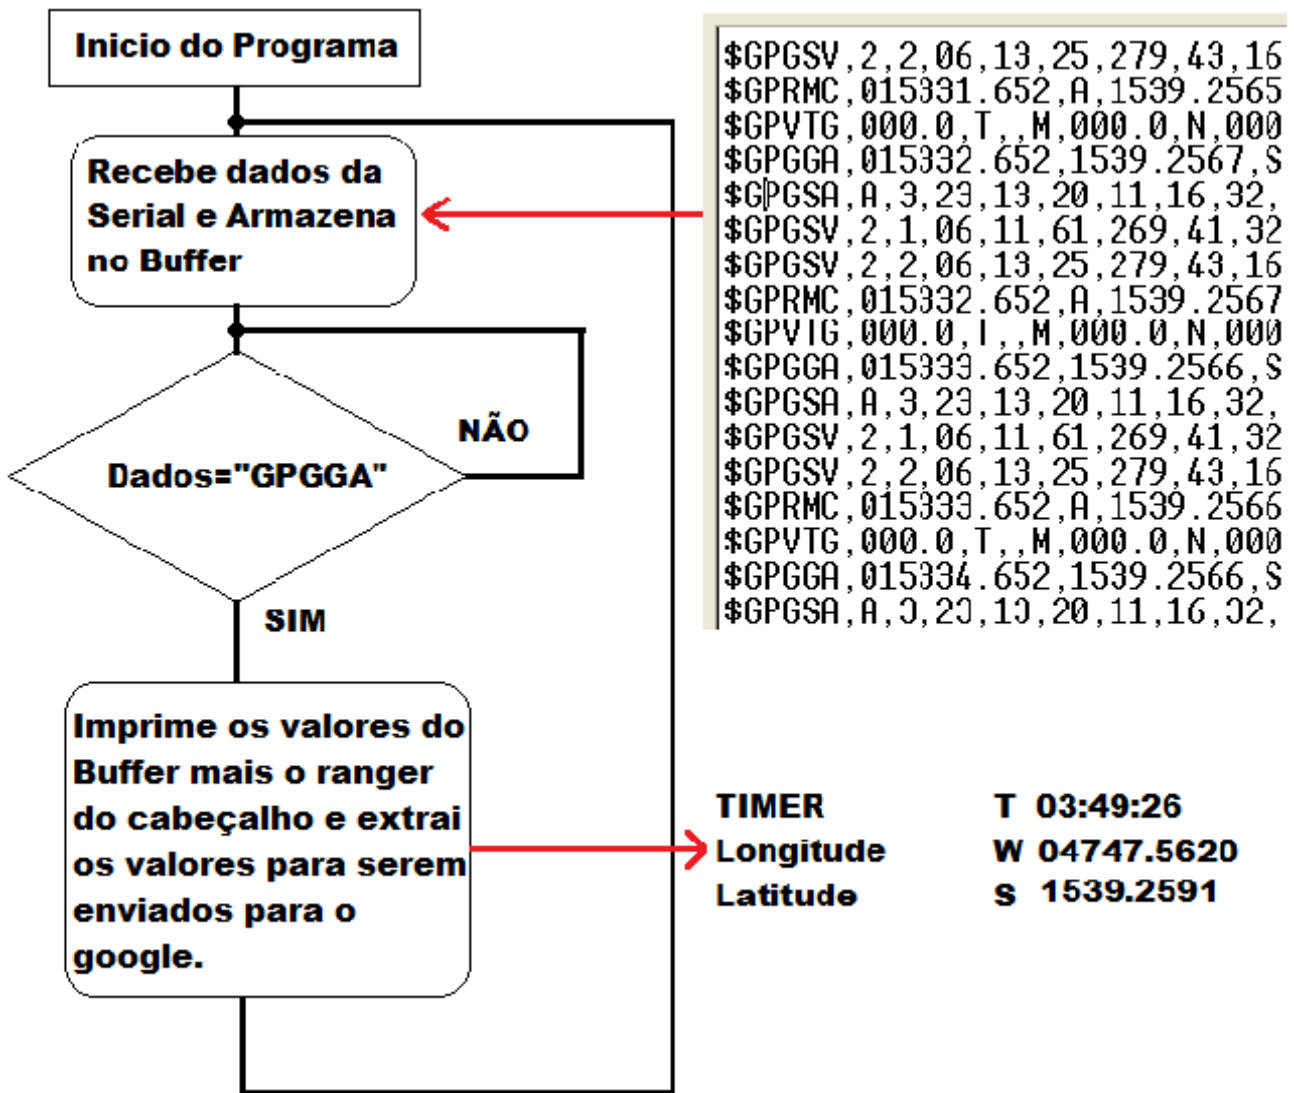 Inicio do Programa
Recebe dados da
Serial e Armazena
no Buffer
NÃO
Dados="GPGGA"
SIM
Imprime os valores do
Buffer mais o ranger
do cabeçalho e extrai
os valores para serem
enviados para o
google.
$GPGSV,2,2,06,13,25,279,43,16
$GPRMC,015331.652,A,1539.2565
$GPVTG,000.0,T,,M,000.0,N,000
$GPGGA,015332.652,1539.2567,S
$GPGSA,A,3,23,13,20,11,16,32,
$GPGSV,2,1,06,11,61,269,41,32
$GPGSV,2,2,06,13,25,279,43,16
$GPRMC,015332.652,A,1539.2567
$GPVTG,000.0,T,,M,000.0,N,000
$GPGGA,015333.652,1539.2566,S
$GPGSA,A,3,23,13,20,11,16,32,
$GPGSV,2,1,06,11,61,269,41,32
$GPGSV,2,2,06,13,25,279,43,16
$GPRMC,015333.652,A,1539.2566
$GPVTG,000.0,T,,M,000.0,N,000
$GPGGA,015334.652,1539.2566,S
$GPGSA,A,3,23,13,20,11,16,32,
TIMER T 03:49:26
Longitude W 04747.5620
Latitude S 1539.2591